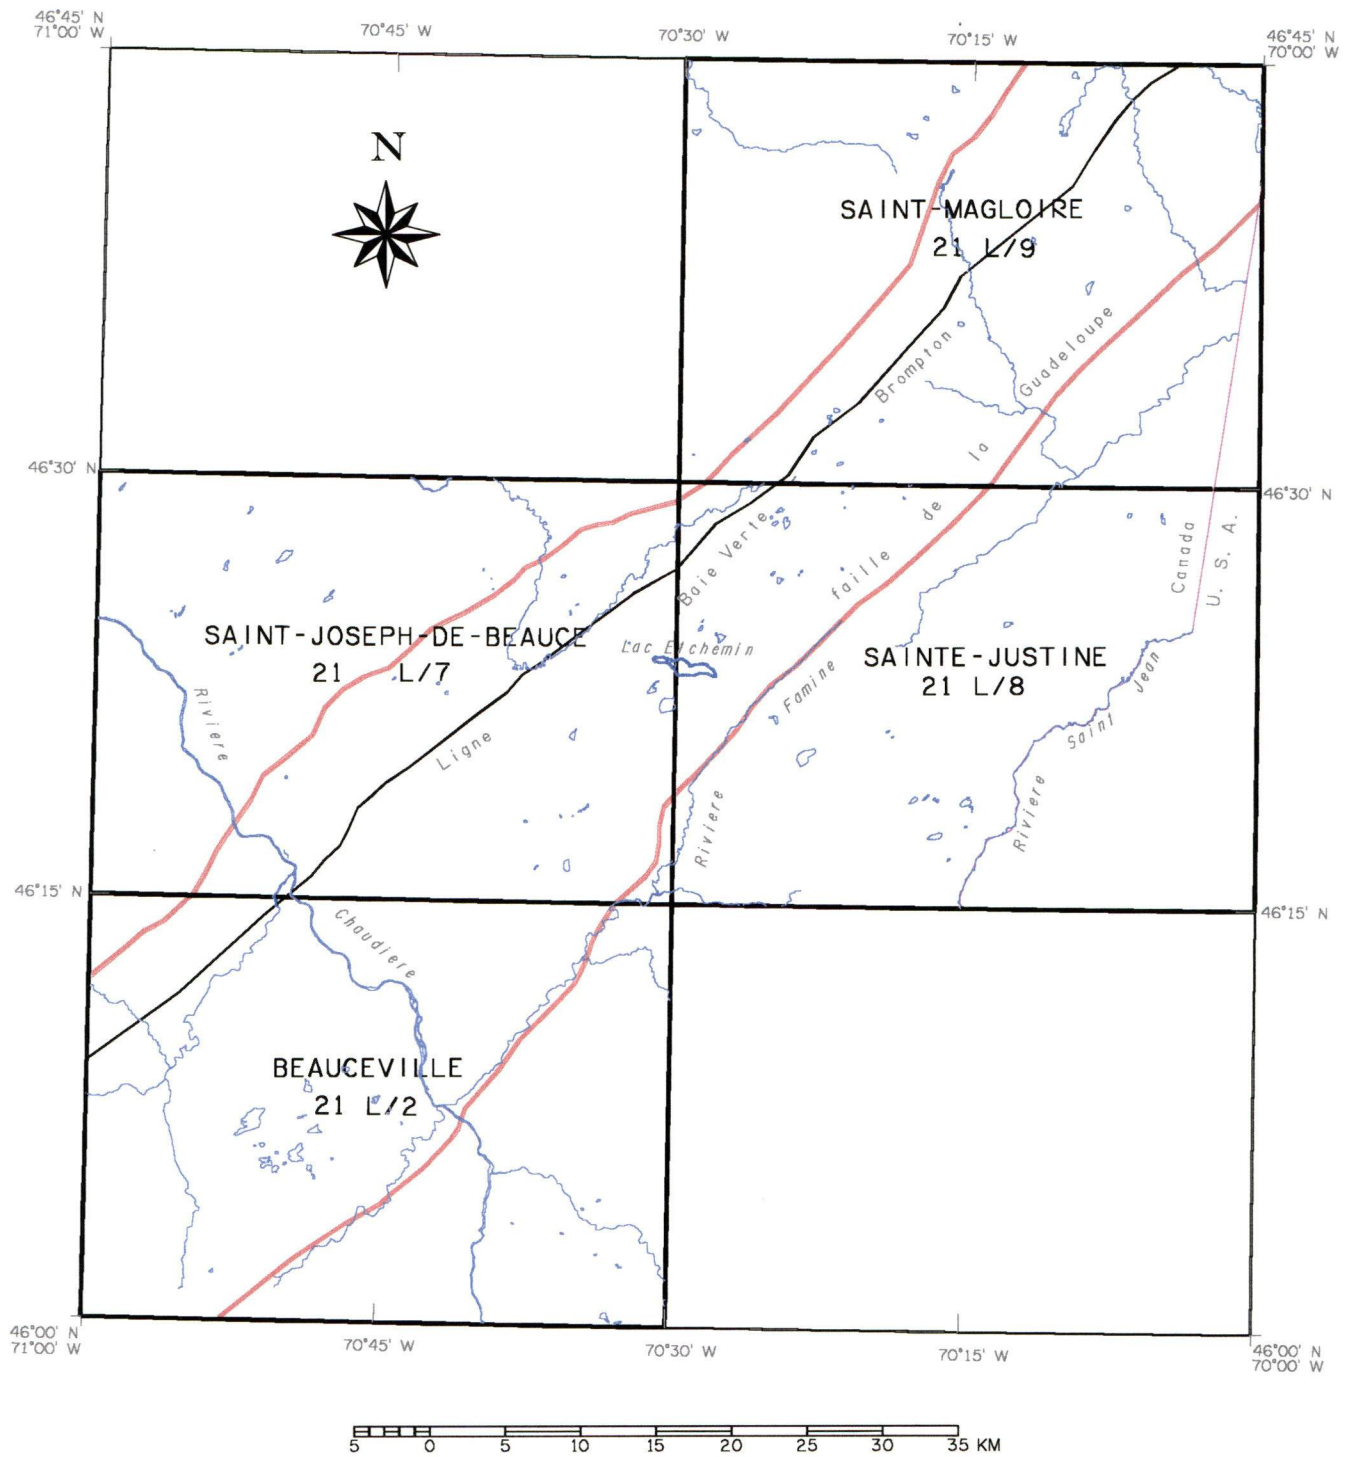 46°45' N
71°00' W
70°45' W
70°30' W
70°15' W
46°45' N
70°00' W
N
SAINT-MAGLOIRE
21 L/9
Brompton
Guadeloupe
la
de
faille
Famine
Riviere
46°30' N
46°30' N
Baie Verte
Canada
U. S. A.
SAINT-JOSEPH-DE-BEAUCE
21 L/7
Lac Etchemin
SAINTE-JUSTINE
21 L/8
Riviere
Ligne
Riviere Saint Jean
46°15' N
46°15' N
Chaudiere
BEAUCEVILLE
21 L/2
46°00' N
71°00' W
70°45' W
70°30' W
70°15' W
46°00' N
70°00' W
5 0 5 10 15 20 25 30 35 KM